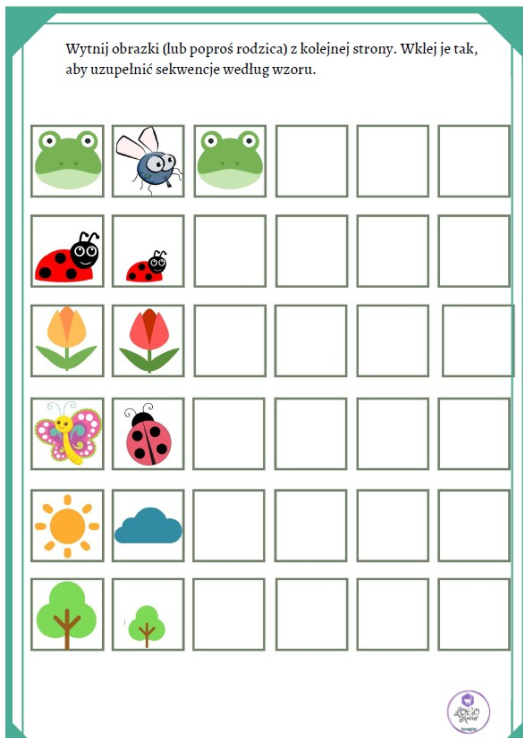 Wytnij obrazki (lub poproś rodzica) z kolejnej strony. Wklej je tak,
aby uzupełnić sekwencje według wzoru.